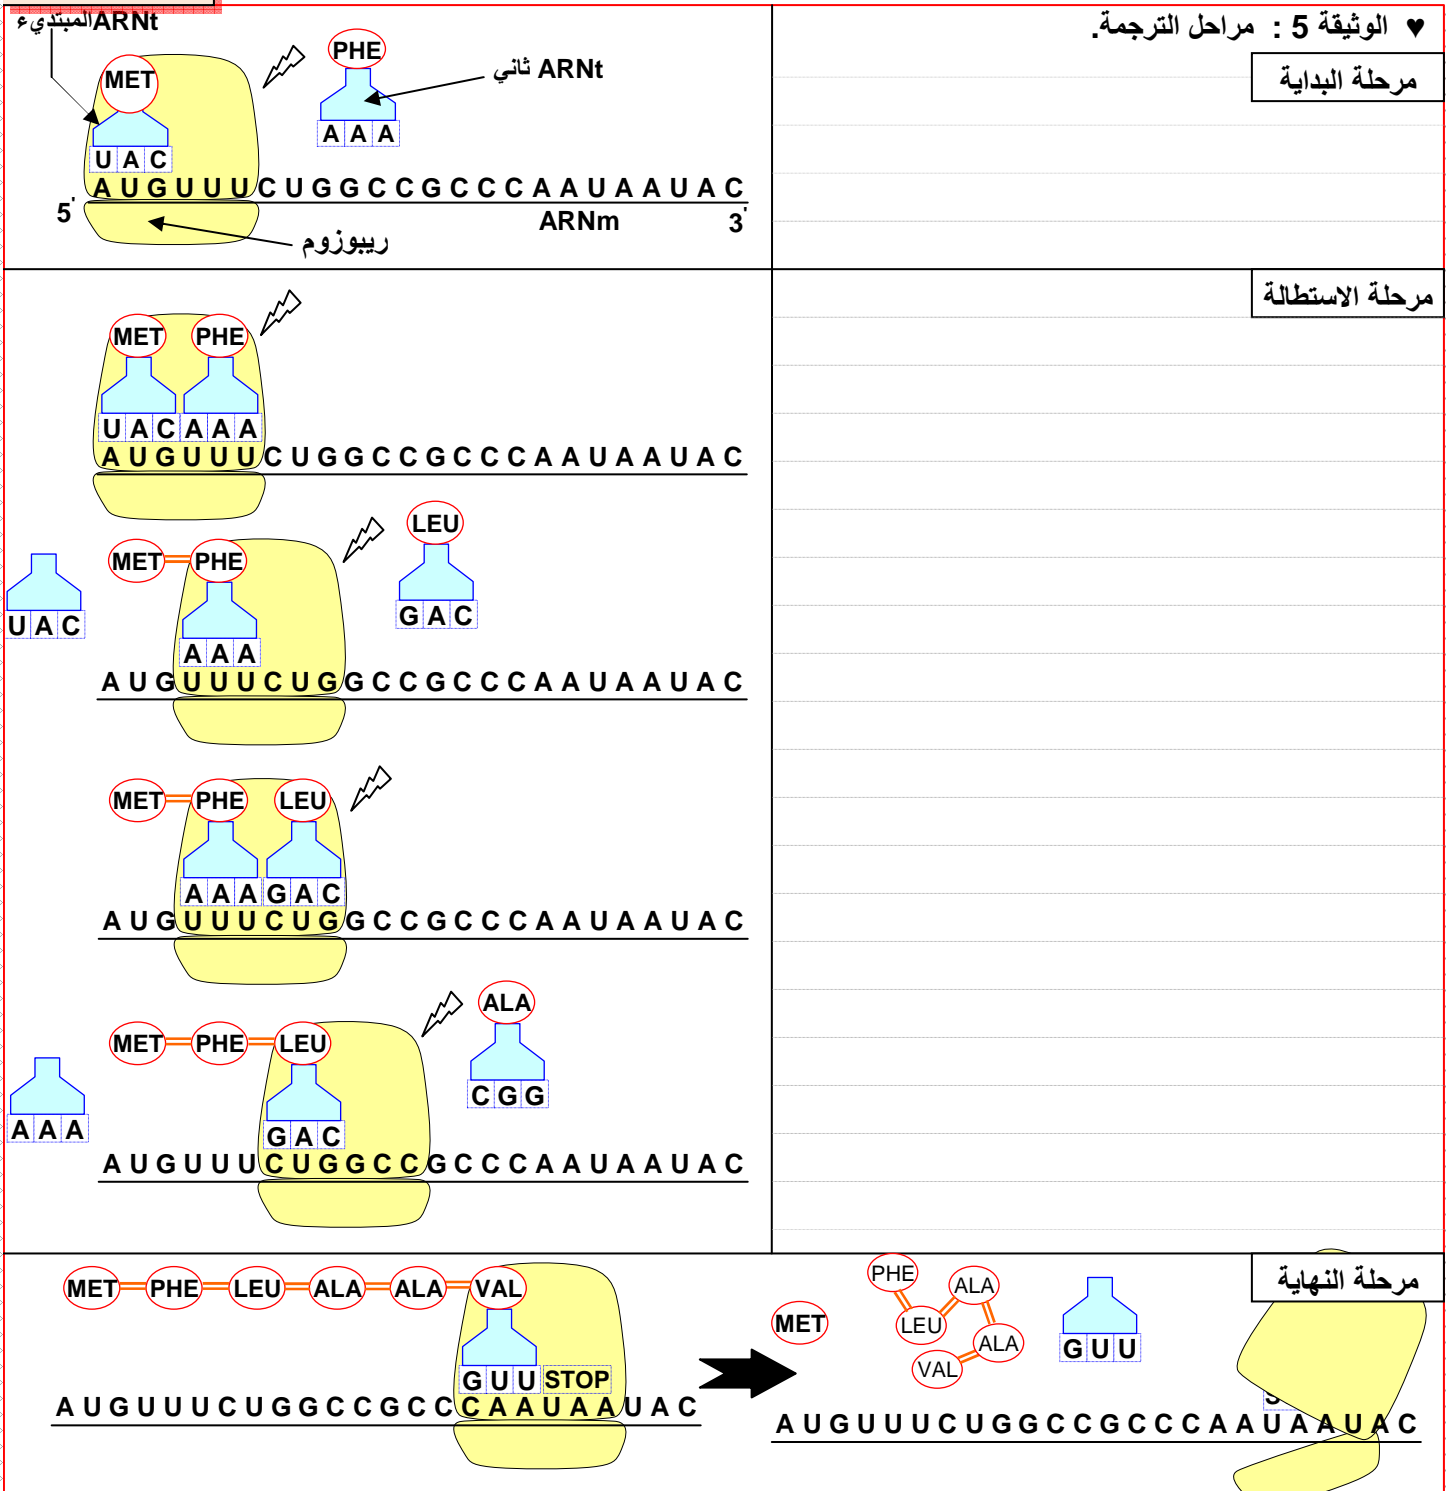 ♥ الوثيقة 5 : مراحل الترجمة.
مرحلة البداية
ARNtالمبتديء
MET
UAC
PHE
ARNt ثاني
AAA
AUGUUUCUGGCCGCCCAAUAAUAC
5'
ARNm
3'
ريبوزوم
مرحلة الاستطالة
MET PHE
UACAAA
AUGUUUCUGGCCGCCCAAUAAUAC
LEU
MET PHE
GAC
UAC
AAA
AUGUUUCUGGCCGCCCAAUAAUAC
MET PHE LEU
AAAGAC
AUGUUUCUGGCCGCCCAAUAAUAC
ALA
MET PHE LEU
CGG
AAA
GAC
AUGUUUCUGGCCGCCCAAUAAUAC
مرحلة النهاية
MET PHE LEU ALA ALA VAL
GUU STOP
AUGUUUCUGGCCGCCCAAUAAUAC
MET
PHE
LEU
ALA
ALA
VAL
GUU
AUGUUUCUGGCCGCCCAAUAAUAC